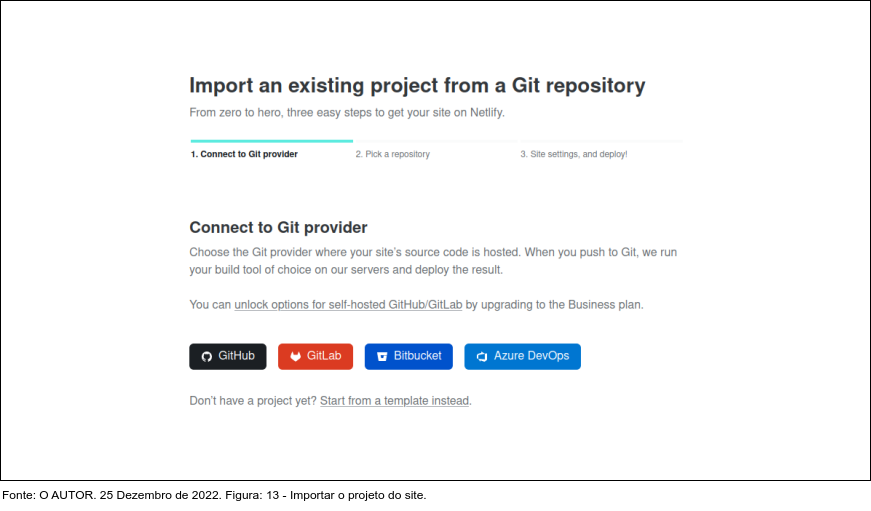 Import an existing project from a Git repository
From zero to hero, three easy steps to get your site on Netlify.
1. Connect to Git provider
2. Pick a repository
3. Site settings, and deploy!
Connect to Git provider
Choose the Git provider where your site's source code is hosted. When you push to Git, we run
your build tool of choice on our servers and deploy the result.
You can unlock options for self-hosted GitHub/GitLab by upgrading to the Business plan.
GitHub
GitLab
Bitbucket
Azure DevOps
Don't have a project yet? Start from a template instead.
Fonte: O AUTOR. 25 Dezembro de 2022. Figura: 13 - Importar o projeto do site.